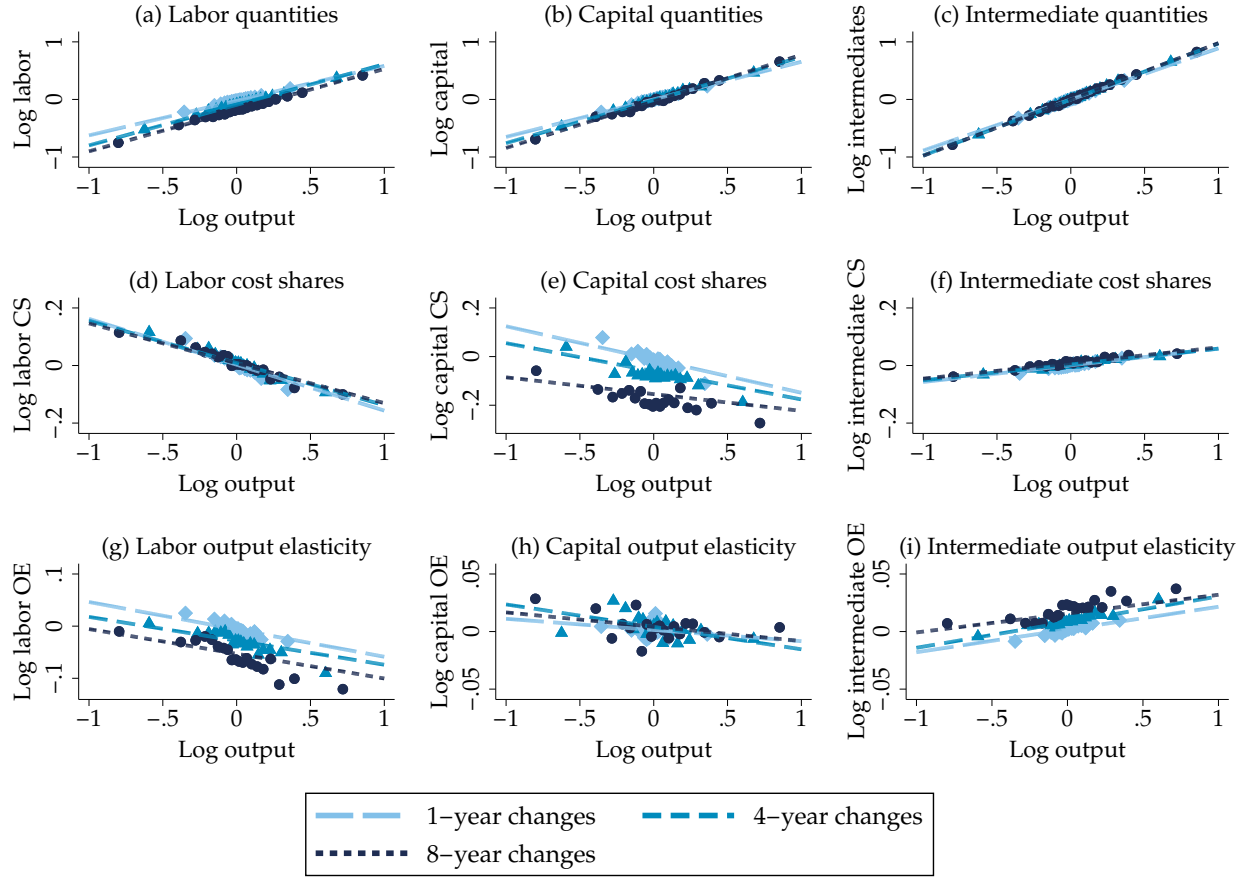 (a) Labor quantities
Log labor
1
0
−1
−1 −.5 0 .5 1
Log output
(b) Capital quantities
Log capital
1
0
−1
−1 −.5 0 .5 1
Log output
(c) Intermediate quantities
Log intermediates
1
0
−1
−1 −.5 0 .5 1
Log output
(d) Labor cost shares
Log labor CS
.2
0
−.2
−1 −.5 0 .5 1
Log output
(e) Capital cost shares
Log capital CS
.2
0
−.2
−1 −.5 0 .5 1
Log output
(f) Intermediate cost shares
Log intermediate CS
.2
0
−.2
−1 −.5 0 .5 1
Log output
(g) Labor output elasticity
Log labor OE
.1
0
−.1
−1 −.5 0 .5 1
Log output
(h) Capital output elasticity
Log capital OE
.05
0
−.05
−1 −.5 0 .5 1
Log output
(i) Intermediate output elasticity
Log intermediate OE
.05
0
−.05
−1 −.5 0 .5 1
Log output
1−year changes
4−year changes
8−year changes